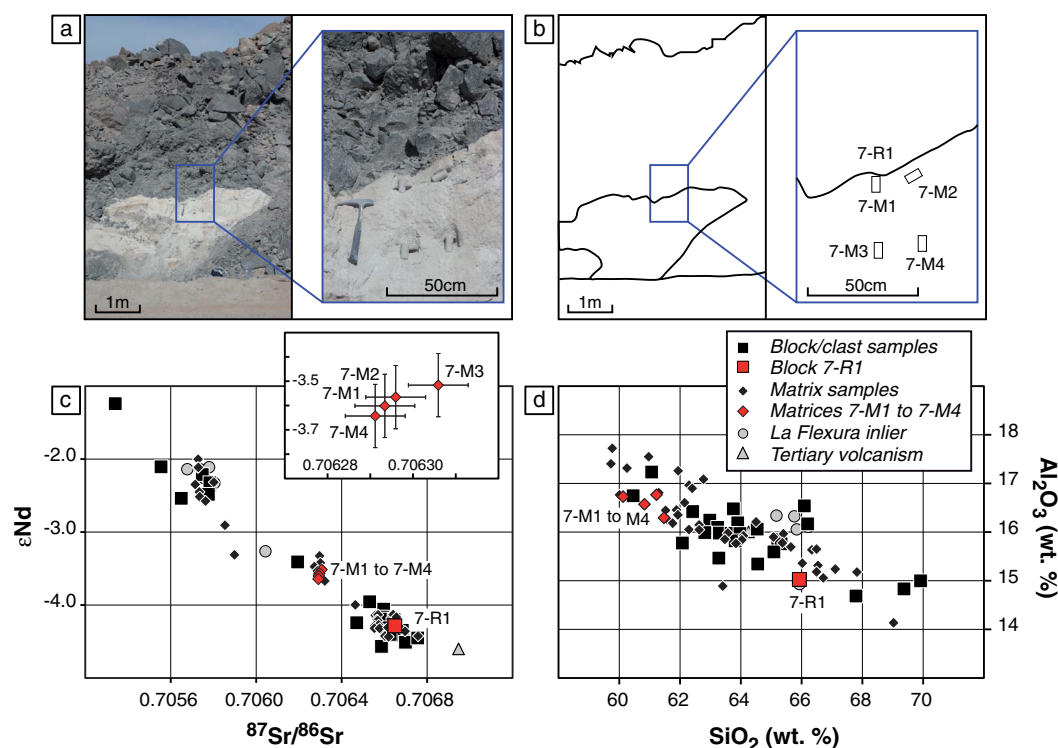 a
1m
50cm
b
7-R1
7-M1
7-M2
7-M3
7-M4
1m
50cm
c
-3.5
-3.7
7-M2
7-M3
7-M1
7-M4
0.70628
0.70630
-2.0
-3.0
-4.0
εNd
7-M1 to 7-M4
7-R1
0.7056
0.706
0.7064
0.7068
87Sr/86Sr
Block/clast samples
Block 7-R1
Matrix samples
Matrices 7-M1 to 7-M4
La Flexura inlier
Tertiary volcanism
d
7-M1 to M4
7-R1
18
17
16
15
14
Al2O3 (wt. %)
60
62
64
66
68
70
SiO2 (wt. %)